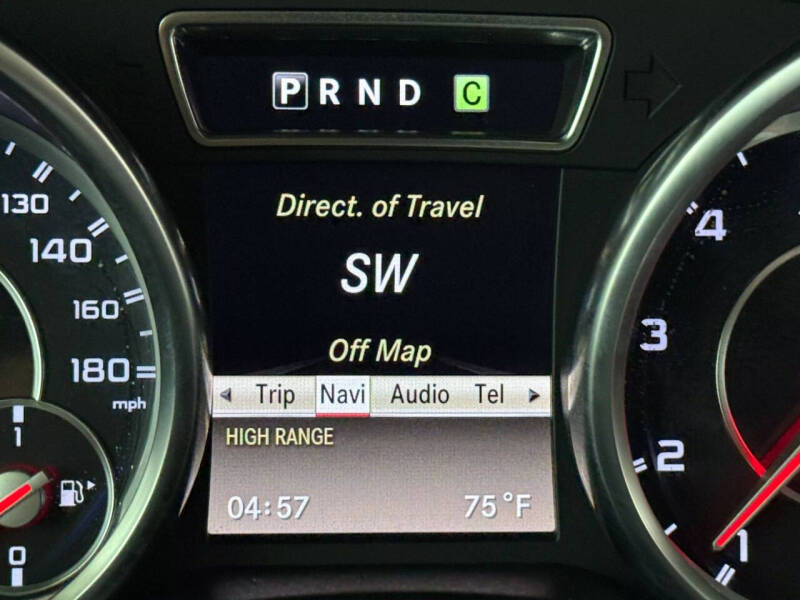 P R N D C
Direct. of Travel
SW
Off Map
Trip Navi Audio Tel
HIGH RANGE
04:57 75°F
130
140
160
180
mph
1
0
4
3
2
1